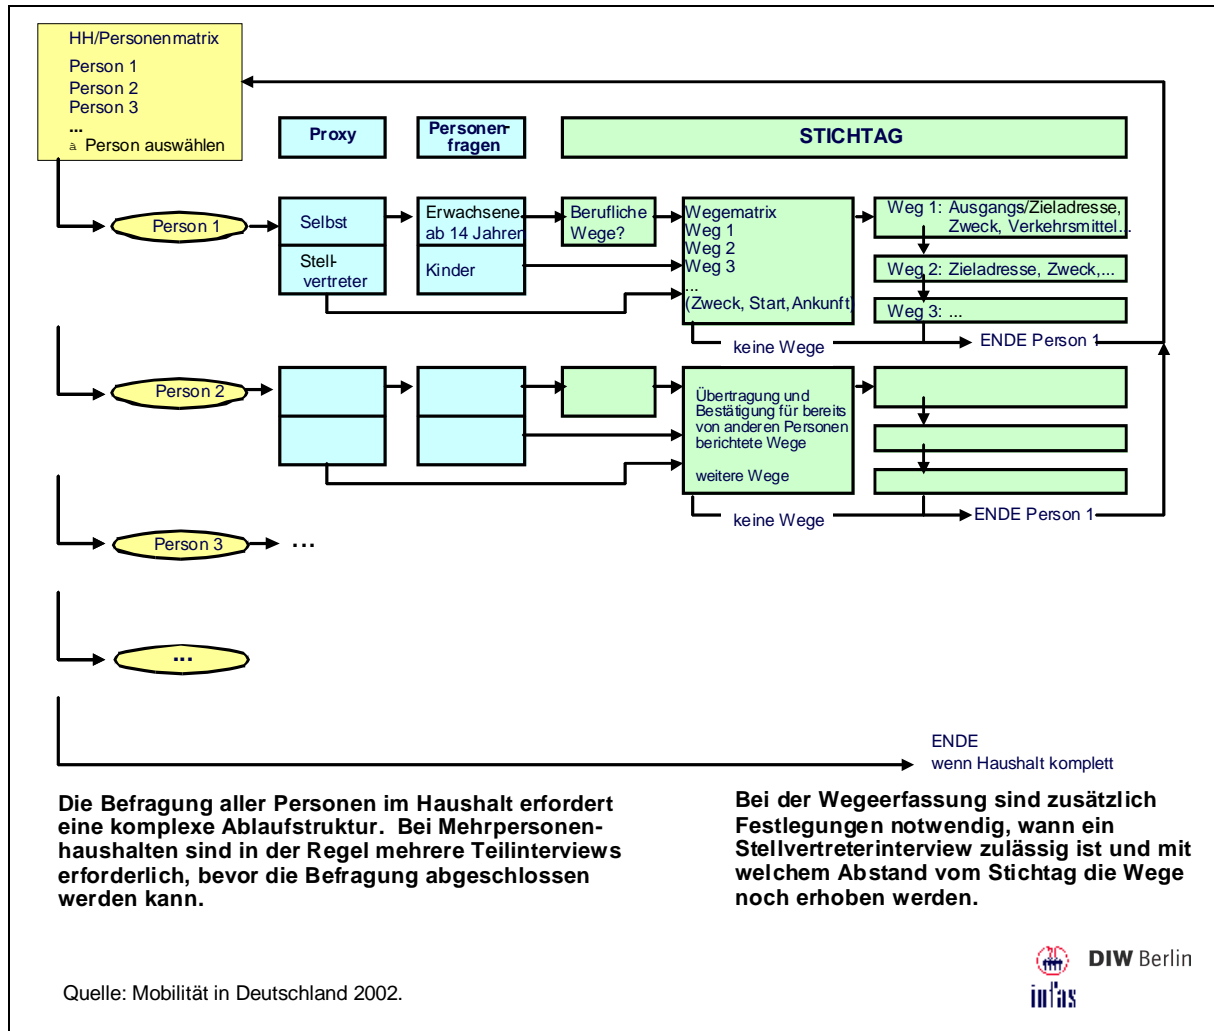 HH/Personenmatrix
Person 1
Person 2
Person 3
...
à Person auswählen
Proxy
Personen-
fragen
STICHTAG
Person 1
Selbst
Stell-
vertreter
Erwachsene
ab 14 Jahren
Kinder
Berufliche
Wege?
Wegematrix
Weg 1
Weg 2
Weg 3
...
(Zweck, Start, Ankunft)
Weg 1: Ausgangs/Zieladresse,
Zweck, Verkehrsmittel...
Weg 2: Zieladresse, Zweck,...
Weg 3: ...
keine Wege
ENDE Person 1
Person 2
Übertragung und
Bestätigung für bereits
von anderen Personen
berichtete Wege
weitere Wege
keine Wege
ENDE Person 1
Person 3
...
...
ENDE
wenn Haushalt komplett
Die Befragung aller Personen im Haushalt erfordert
eine komplexe Ablaufstruktur. Bei Mehrpersonen-
haushalten sind in der Regel mehrere Teilinterviews
erforderlich, bevor die Befragung abgeschlossen
werden kann.
Bei der Wegeerfassung sind zusätzlich
Festlegungen notwendig, wann ein
Stellvertreterinterview zulässig ist und mit
welchem Abstand vom Stichtag die Wege
noch erhoben werden.
Quelle: Mobilität in Deutschland 2002.
infas
DIW Berlin